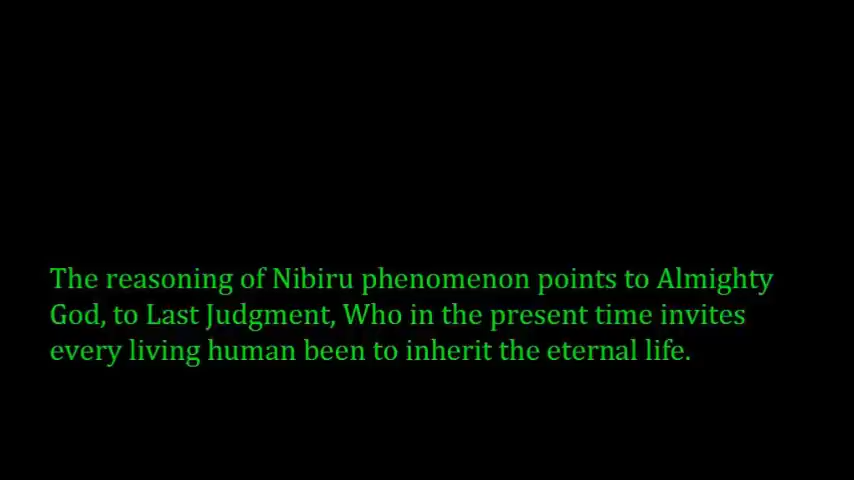 The reasoning of Nibiru phenomenon points to Almighty
God, to Last Judgment, Who in the present time invites
every living human been to inherit the eternal life.